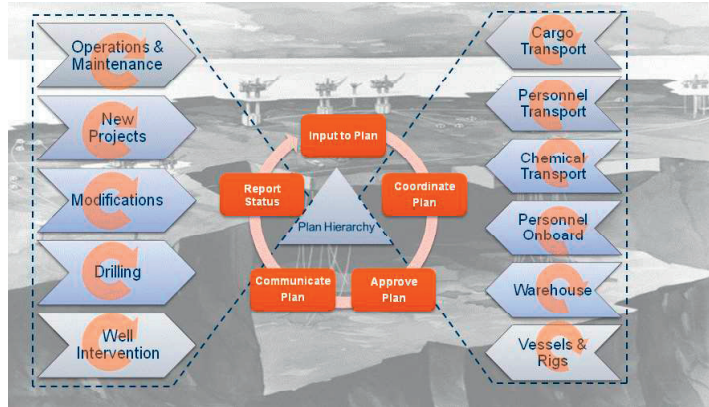 Operations &
Maintenance
New
Projects
Modifications
Drilling
Well
Intervention
Input to Plan
Coordinate
Plan
Approve
Plan
Communicate
Plan
Report
Status
Plan Hierarchy
Cargo
Transport
Personnel
Transport
Chemical
Transport
Personnel
Onboard
Warehouse
Vessels &
Rigs